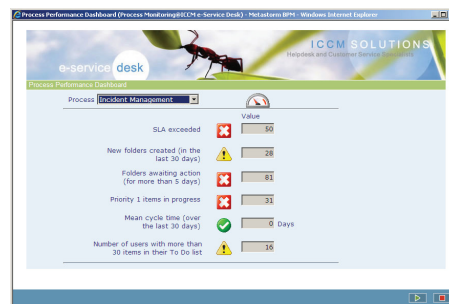 Process Performance Dashboard (Process Monitoring@ICCM e-Service Desk) - Metastorm BPM - Windows Internet Explorer
ICCM SOLUTIONS
Helpdesk and Customer Service Specialists
e-service desk
Process Performance Dashboard
Process Incident Management
Value
SLA exceeded 50
New folders created (in the
last 30 days) 28
Folders awaiting action
(for more than 5 days) 81
Priority 1 items in progress 31
Mean cycle time (over
the last 30 days) 0 Days
Number of users with more than
30 items in their To Do list 16